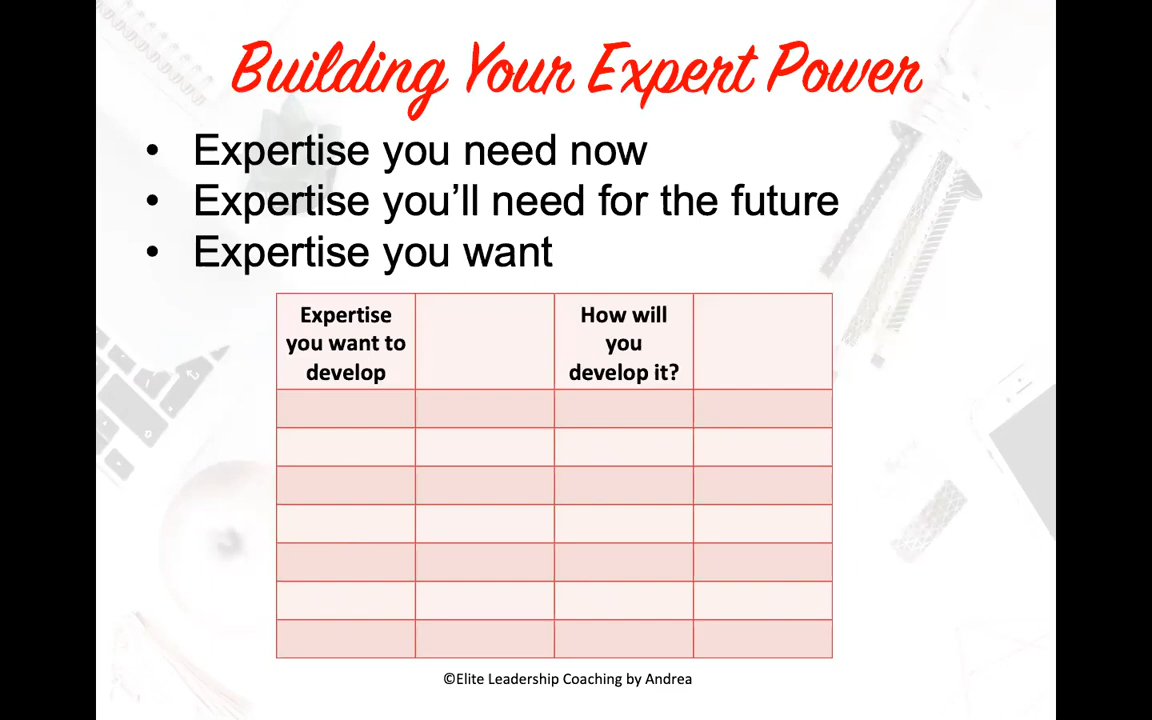 Building Your Expert Power
• Expertise you need now
• Expertise you’ll need for the future
• Expertise you want
Expertise
you want to
develop
How will
you
develop it?
©Elite Leadership Coaching by Andrea